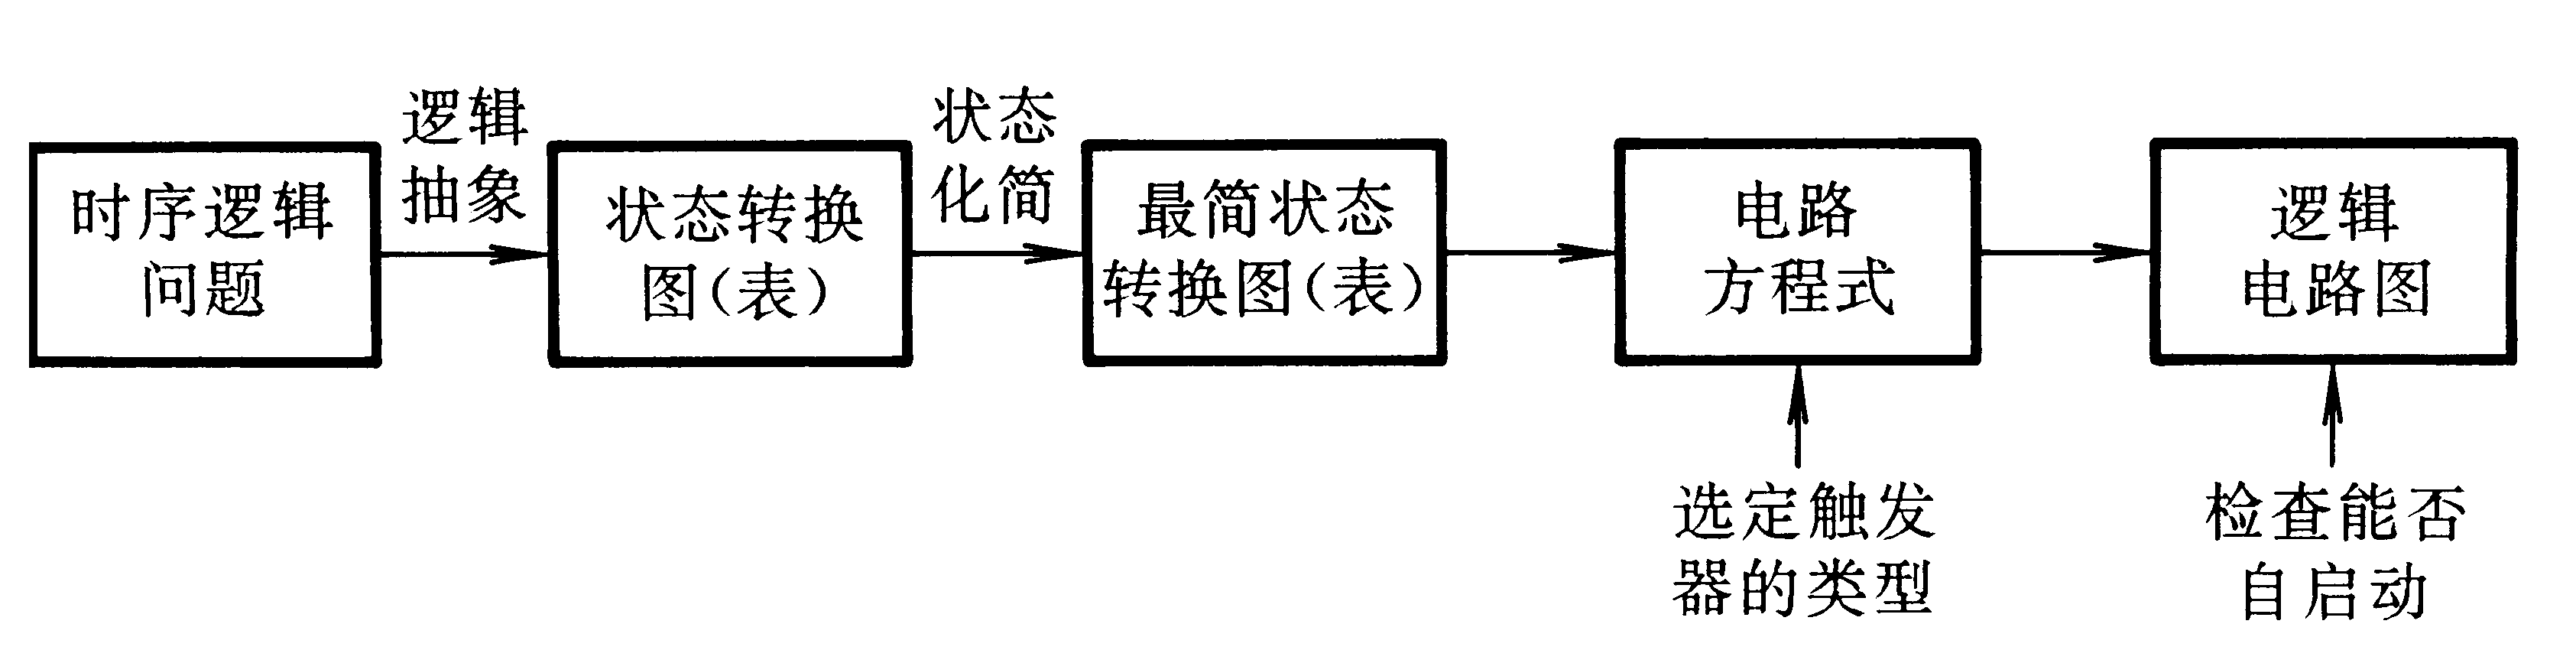 时序逻辑
问题
逻辑
抽象
状态转换
图(表)
状态
化简
最简状态
转换图(表)
电路
方程式
选定触发
器的类型
逻辑
电路图
检查能否
自启动